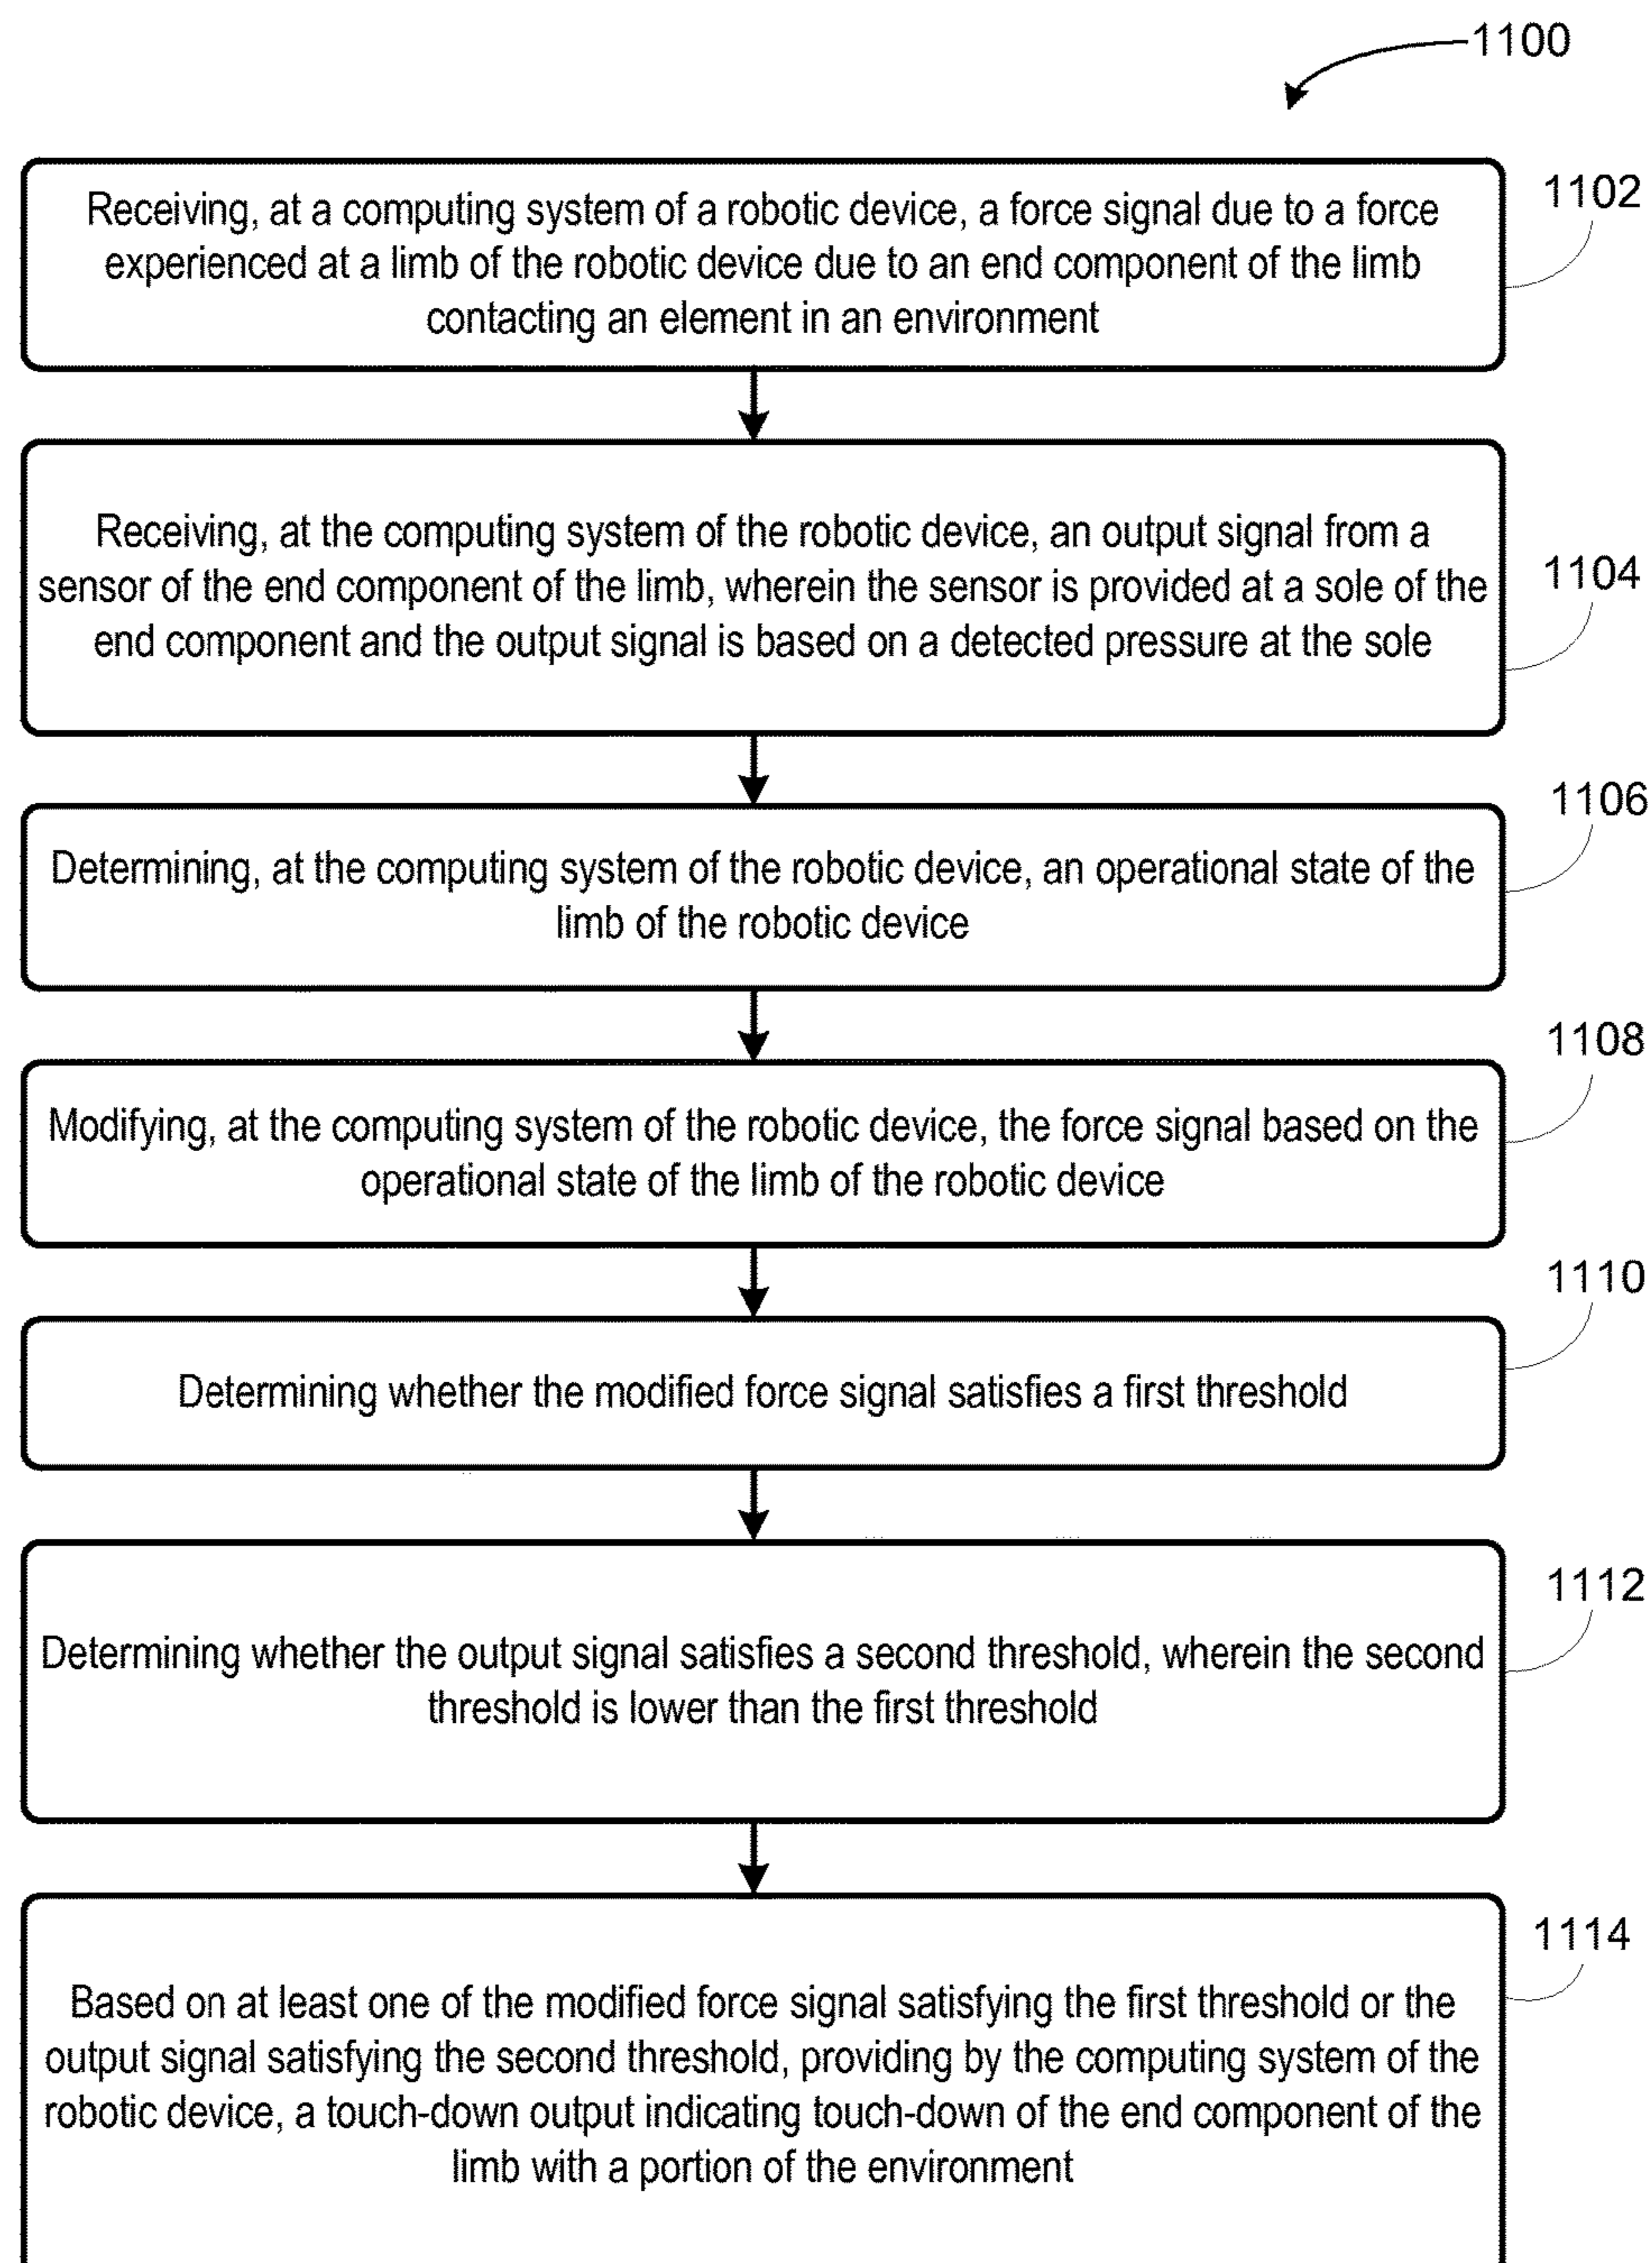 1100
Receiving, at a computing system of a robotic device, a force signal due to a force
experienced at a limb of the robotic device due to an end component of the limb
contacting an element in an environment
1102
Receiving, at the computing system of the robotic device, an output signal from a
sensor of the end component of the limb, wherein the sensor is provided at a sole of the
end component and the output signal is based on a detected pressure at the sole
1104
Determining, at the computing system of the robotic device, an operational state of the
limb of the robotic device
1106
Modifying, at the computing system of the robotic device, the force signal based on the
operational state of the limb of the robotic device
1108
Determining whether the modified force signal satisfies a first threshold
1110
Determining whether the output signal satisfies a second threshold, wherein the second
threshold is lower than the first threshold
1112
Based on at least one of the modified force signal satisfying the first threshold or the
output signal satisfying the second threshold, providing by the computing system of the
robotic device, a touch-down output indicating touch-down of the end component of the
limb with a portion of the environment
1114